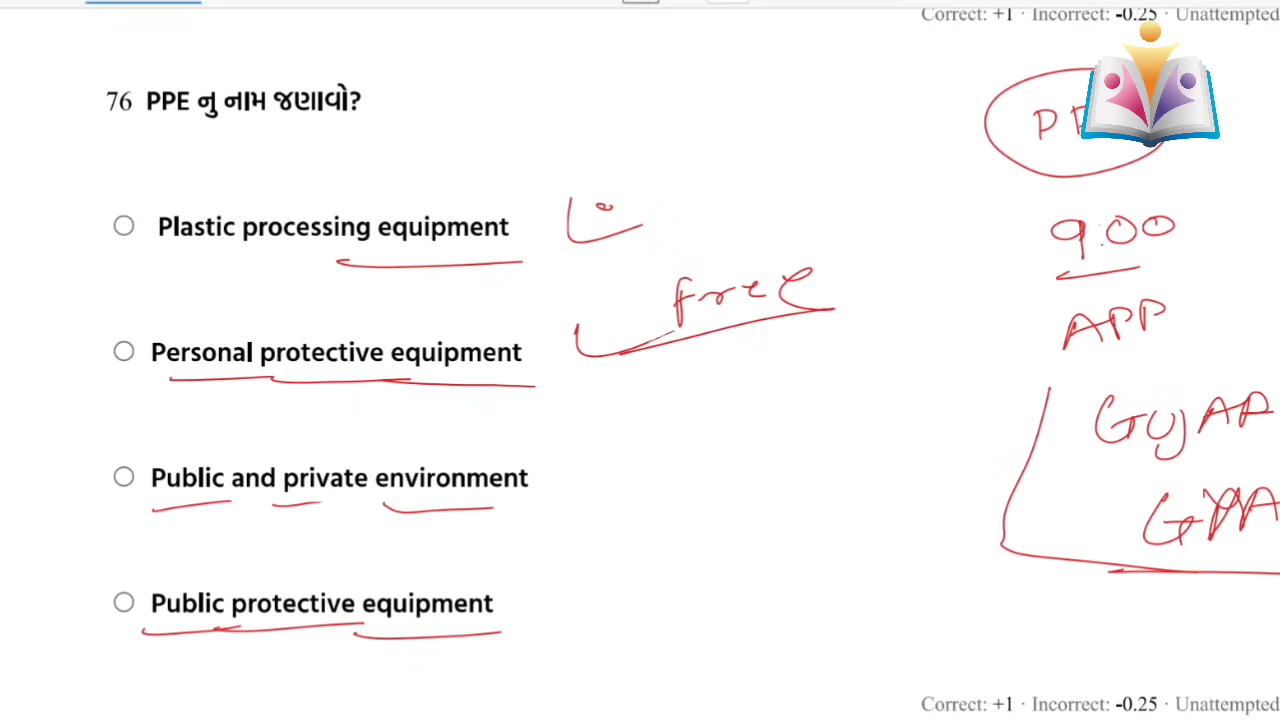 Correct: +1 · Incorrect: -0.25 · Unattempted
76 PPE નુ નામ જણાવો?
Plastic processing equipment
free
Personal protective equipment
Public and private environment
Public protective equipment
9:00
APP
Correct: +1 · Incorrect: -0.25 · Unattempted